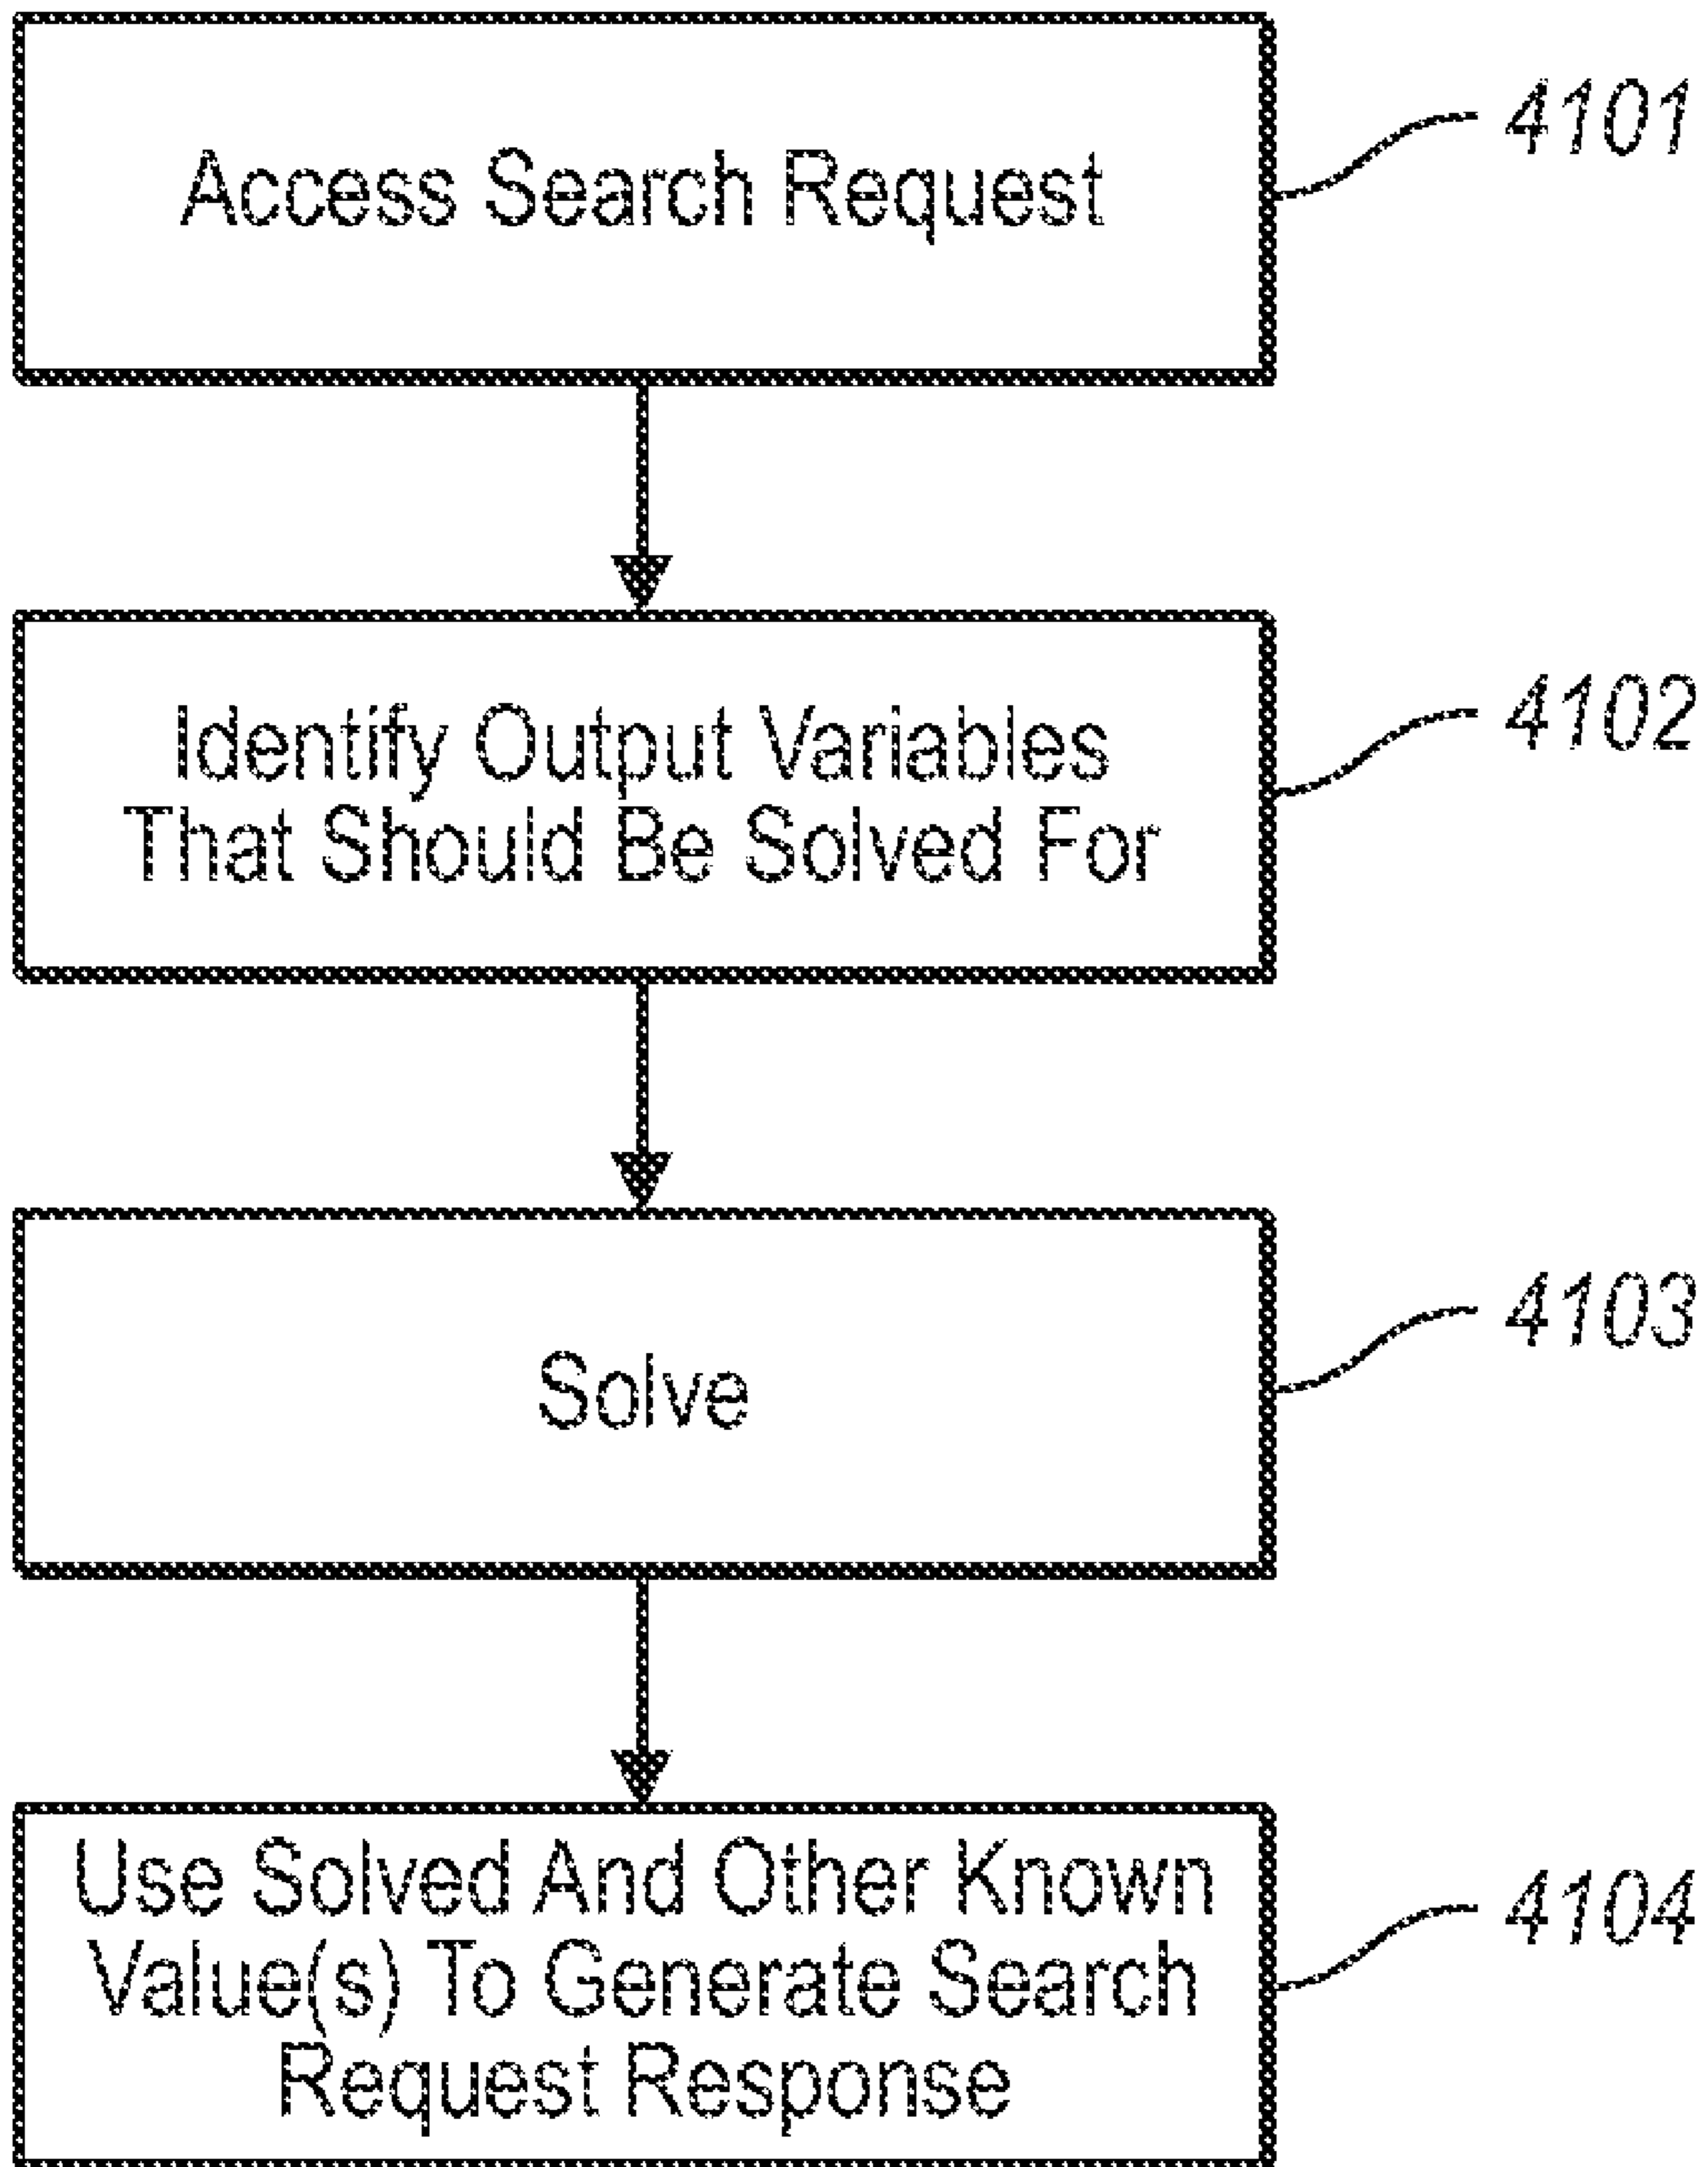 Access Search Request
4101
Identify Output Variables
That Should Be Solved For
4102
Solve
4103
Use Solved And Other Known
Value(s) To Generate Search
Request Response
4104